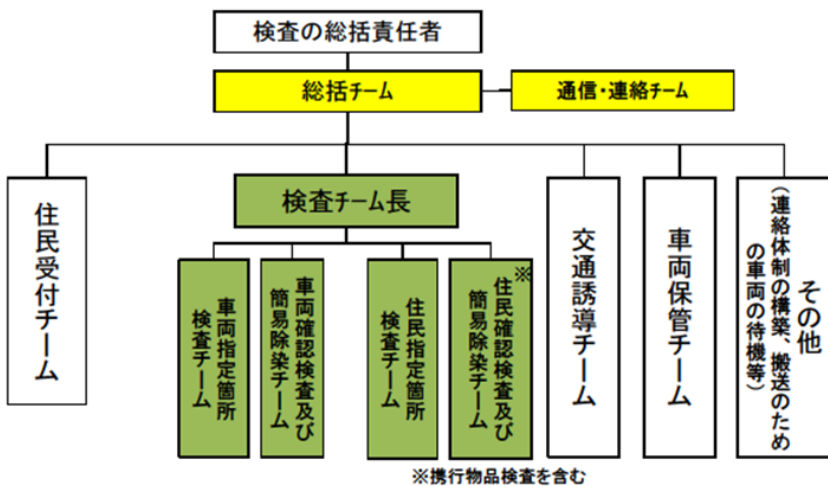 検査の総括責任者
総括チーム
通信・連絡チーム
住民受付チーム
検査チーム長
車両指定箇所
検査チーム
車両確認検査及び
簡易除染チーム
住民指定箇所
検査チーム
※
住民確認検査及び
簡易除染チーム
交通誘導チーム
車両保管チーム
その他
(連絡体制の構築、搬送のため
の車両の待機等)
※携行物品検査を含む